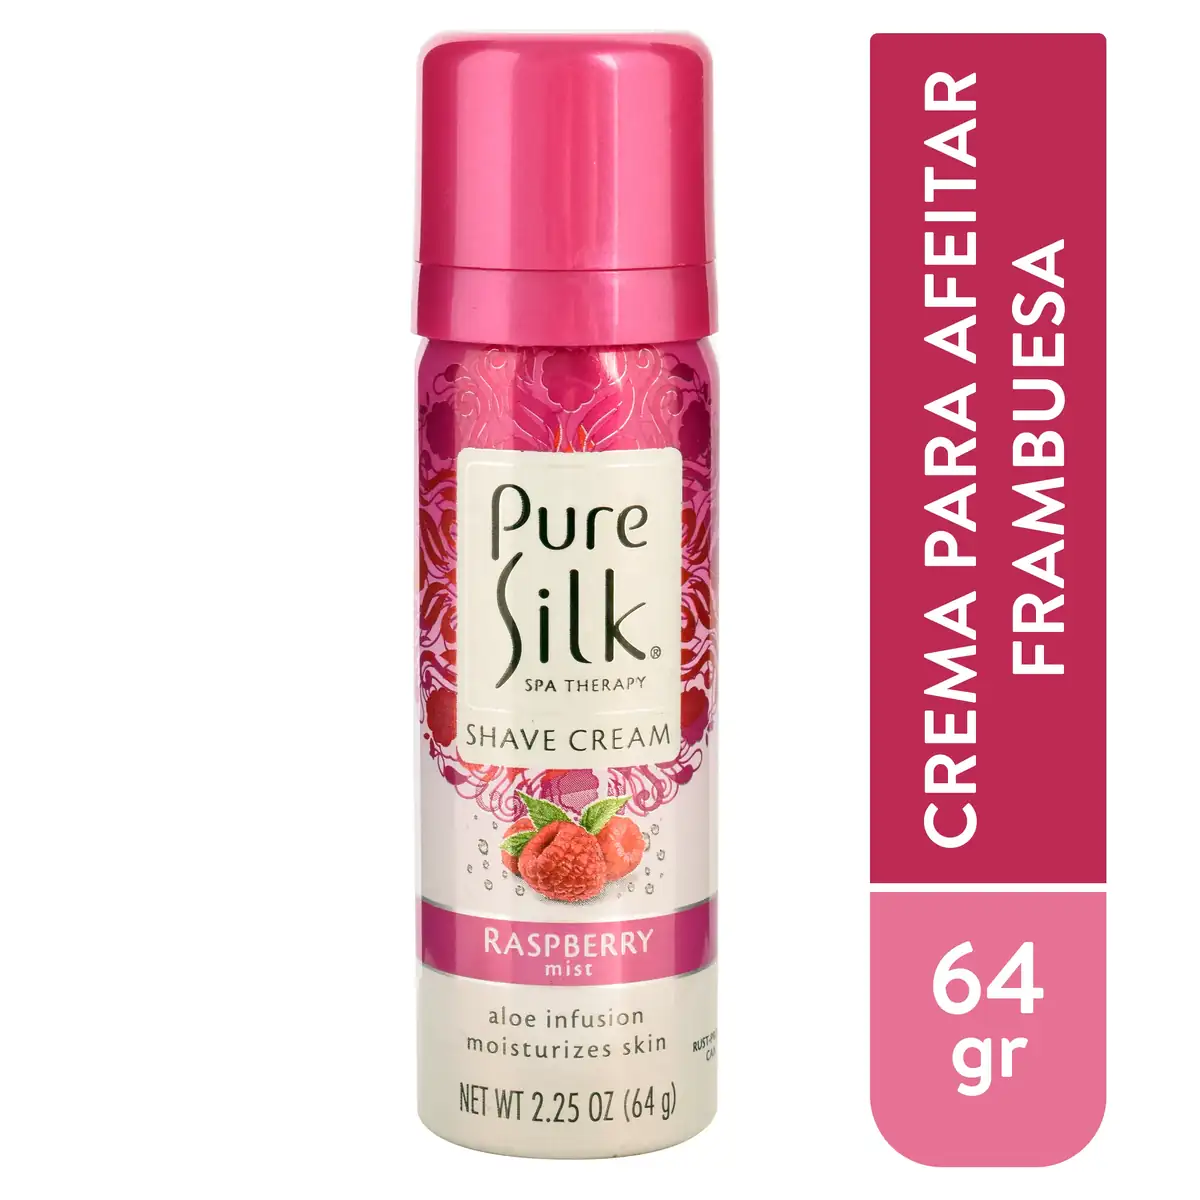 Pure
Silk®
SPA THERAPY
SHAVE CREAM
RASPBERRY
mist
aloe infusion
moisturizes skin
NET WT 2.25 OZ (64 g)
CREMA PARA AFEITAR
FRAMBUESA
64
gr